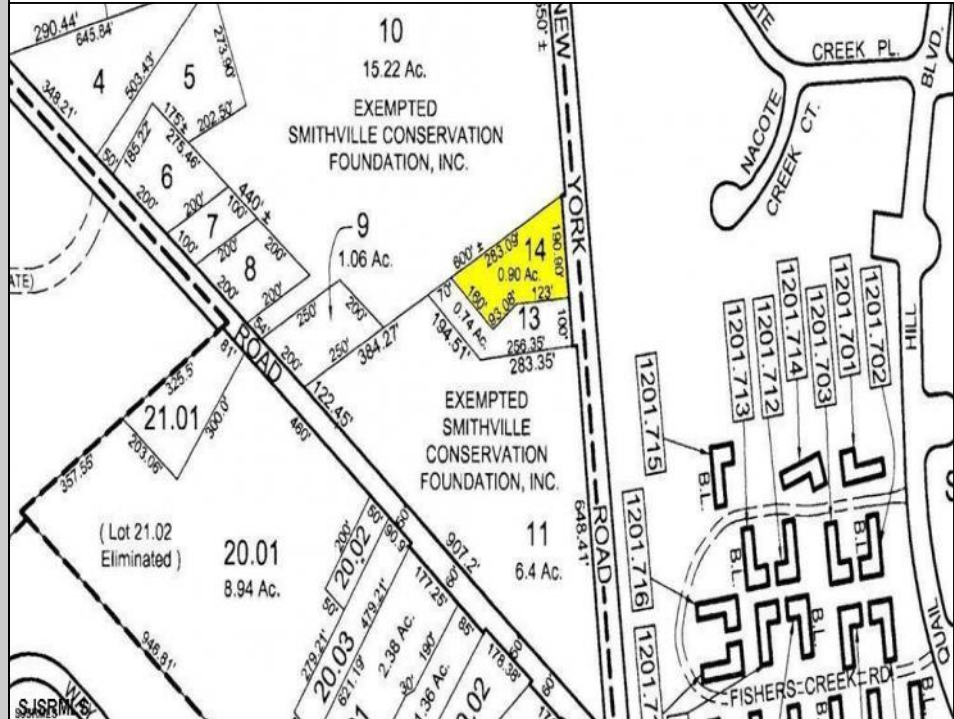 290.44'
645.84'
348.21'
4
503.43'
5
273.90'
202.50'
175'±
275.46'
185.22'
50'
6
200'
200'
440' ±
100'
7
100'
200'
200'
8
200'
200'
54'
10
15.22 Ac.
EXEMPTED
SMITHVILLE CONSERVATION
FOUNDATION, INC.
9
1.06 Ac.
250'
200'
250'
200'
384.27'
600' ±
70'
283.09'
14
0.90 Ac.
190.90'
180'
93.08'
123'
13
0.74 Ac.
100'
194.51'
256.35'
283.35'
NEW
350' ±
YORK
ROAD
648.41'
EXEMPTED
SMITHVILLE
CONSERVATION
FOUNDATION, INC.
11
6.4 Ac.
ROAD
122.45'
907.2'
81'
460'
325.5'
21.01
300.0'
203.06'
357.55'
( Lot 21.02
Eliminated )
20.01
8.94 Ac.
946.81'
200'
50'
20.02
50'
90.9'
50'
177.25'
60'
279.21'
20.03
479.21'
621.19'
2.38 Ac.
190'
85'
30'
178.38'
50'
60'
CREEK PL.
BLVD.
NACOTE
CREEK CT.
HILL
QUAIL
1201.715
1201.713
1201.712
1201.714
1201.703
1201.701
1201.702
1201.716
B.L.
B.L.
B.L.
B.L.
B.L.
FISHERS CREEK RD
SJSRMLS